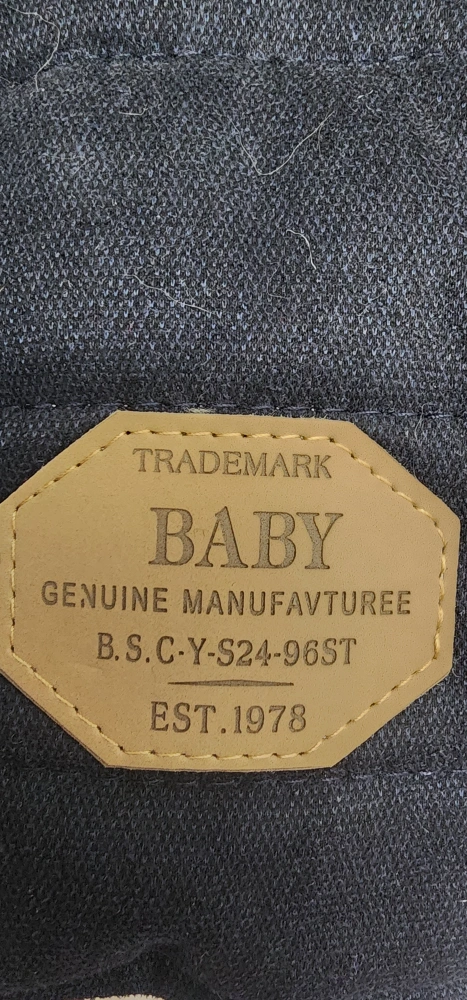 TRADEMARK
BABY
GENUINE MANUFAVTUREE
B.S.C-Y-S24-96ST
EST.1978